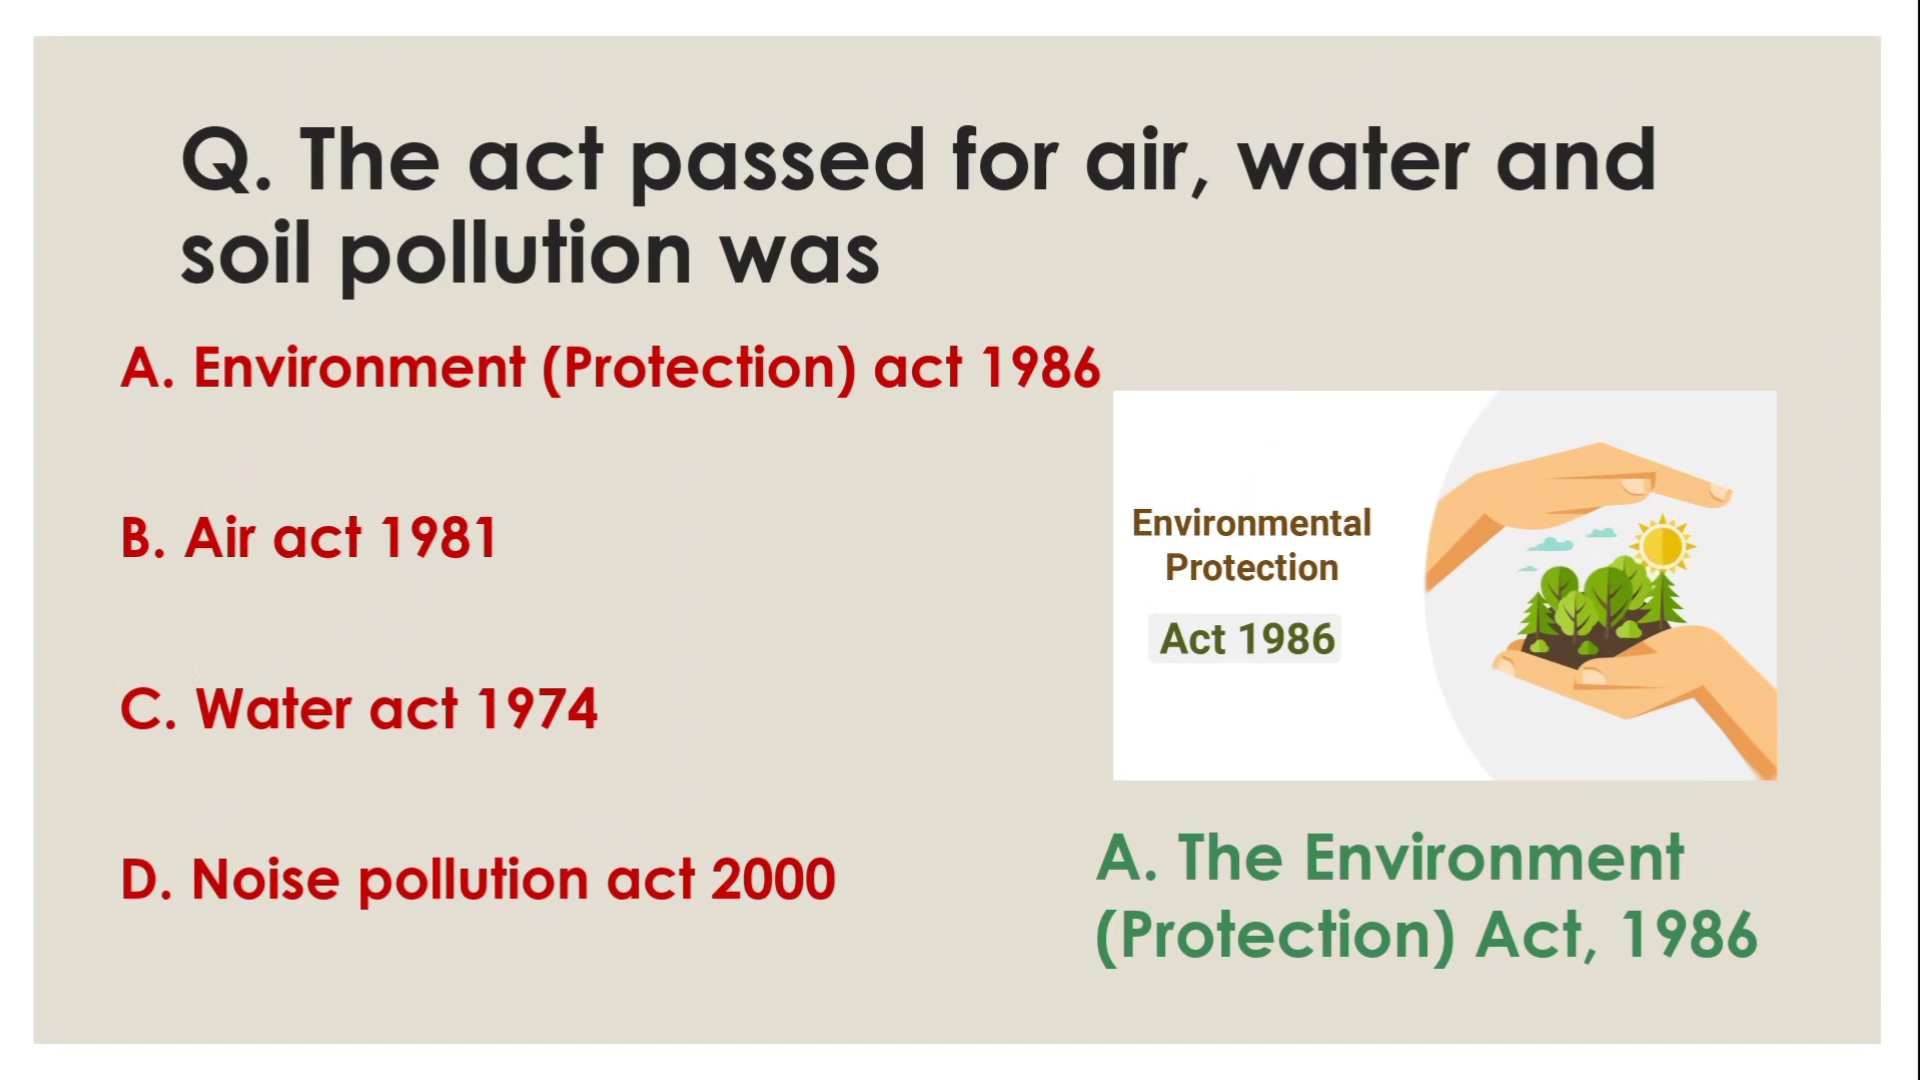 Q. The act passed for air, water and
soil pollution was
A. Environment (Protection) act 1986
B. Air act 1981
C. Water act 1974
D. Noise pollution act 2000
Environmental
Protection
Act 1986
A. The Environment
(Protection) Act, 1986